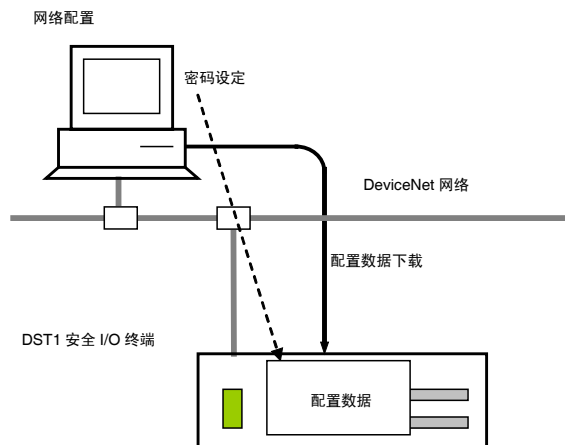 网络配置
密码设定
DeviceNet 网络
配置数据下载
DST1 安全 I/O 终端
配置数据